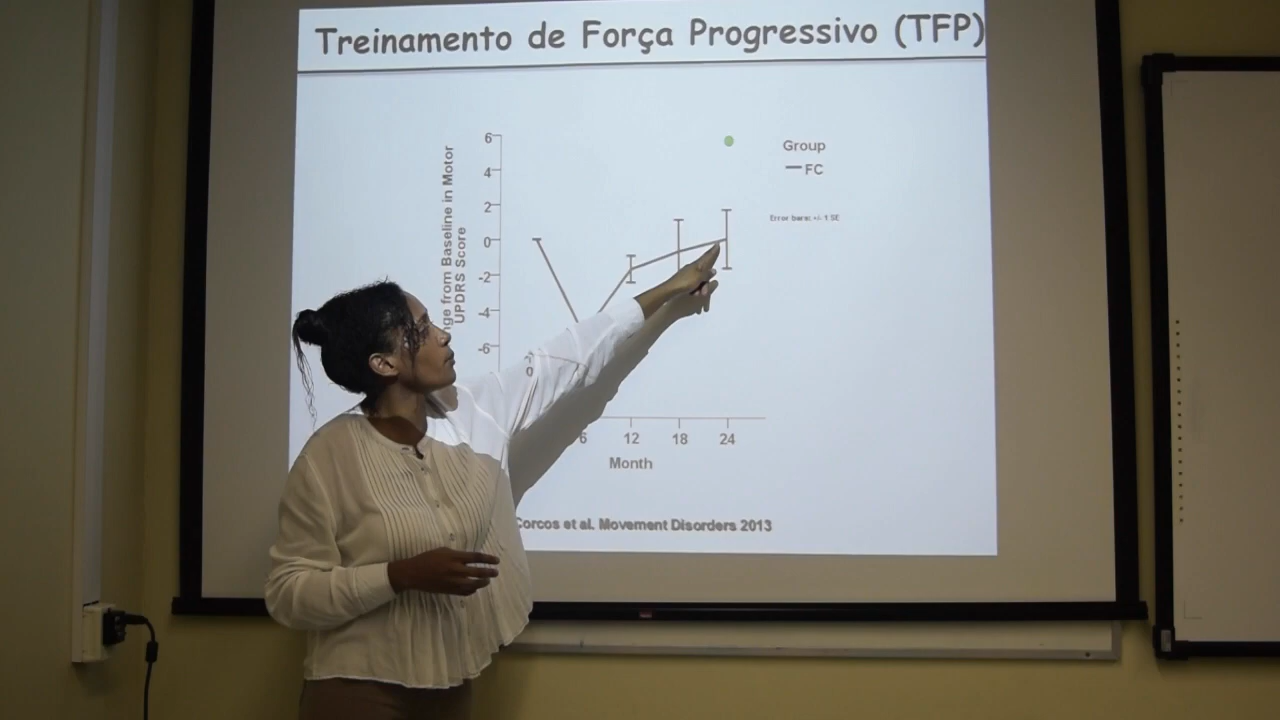 Treinamento de Força Progressivo (TFP)
6
4
2
0
-2
-4
-6
from Baseline in Motor
UPDRS Score
Group
FC
Error bars: +/- 1 SE
0
6
12
18
24
Month
Corcos et al. Movement Disorders 2013